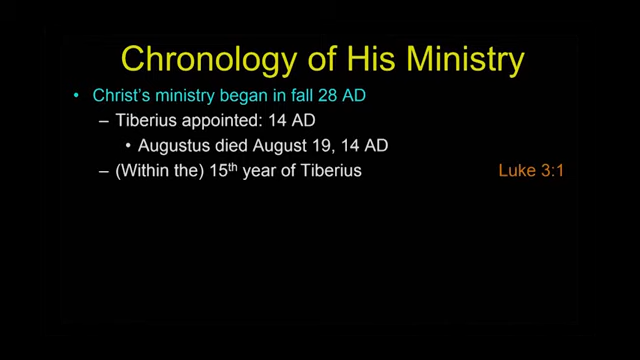 Chronology of His Ministry
• Christ's ministry began in fall 28 AD
– Tiberius appointed: 14 AD
• Augustus died August 19, 14 AD
– (Within the) 15th year of Tiberius Luke 3:1